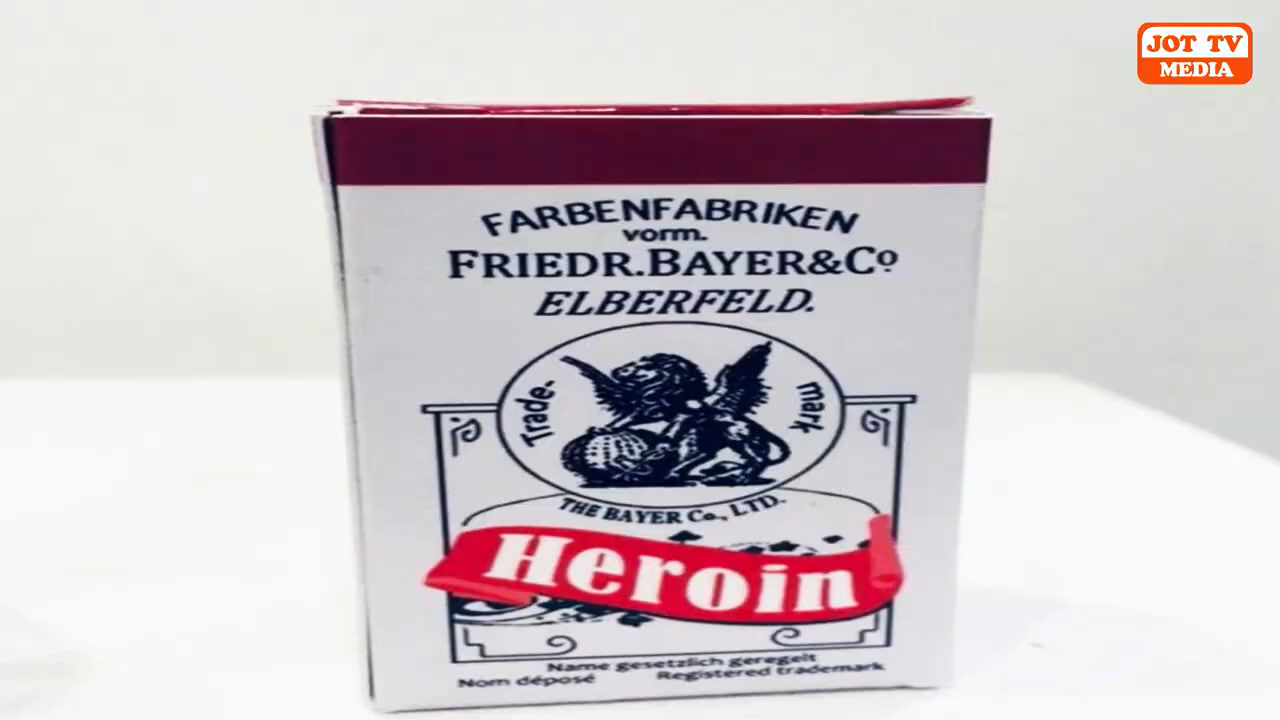 JOT TV
MEDIA
FARBENFABRIKEN
vorm.
FRIEDR.BAYER&Cº
ELBERFELD.
Trade-
mark
THE BAYER Co., LTD.
Heroin
Name gesetzlich geregelt
Nom déposé Registered trademark